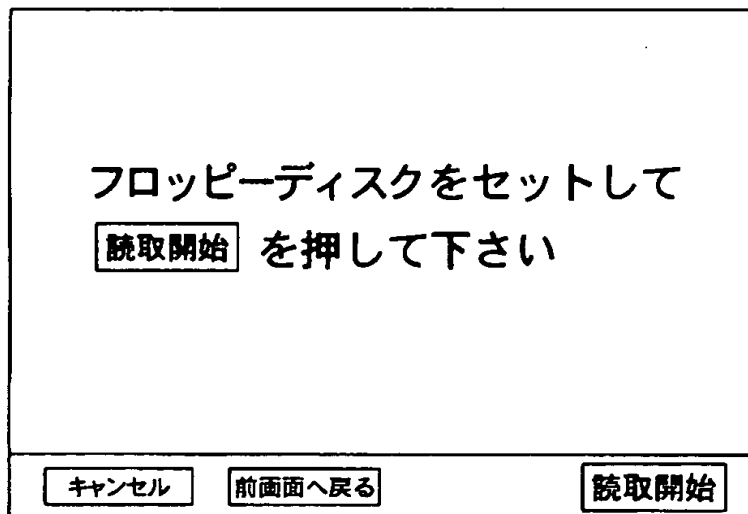 フロッピーディスクをセットして
読取開始 を押して下さい
キャンセル 前画面へ戻る 読取開始